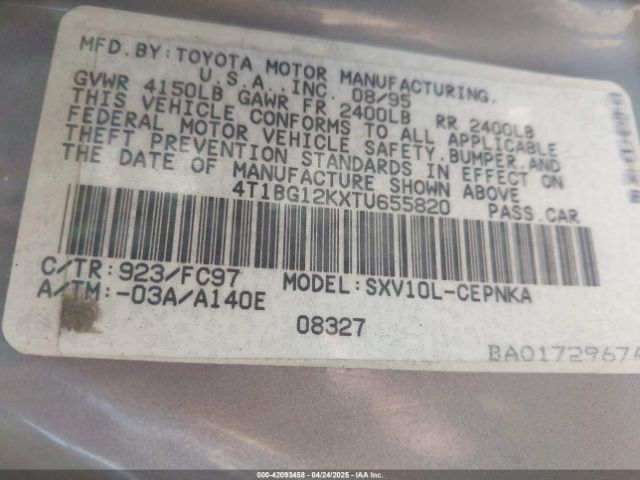 MFD. BY: TOYOTA MOTOR MANUFACTURING,
U.S.A., INC. 08/95
GVWR 4150LB GAWR FR 2400LB RR 2400LB
THIS VEHICLE CONFORMS TO ALL APPLICABLE
FEDERAL MOTOR VEHICLE SAFETY, BUMPER, AND
THEFT PREVENTION STANDARDS IN EFFECT ON
THE DATE OF MANUFACTURE SHOWN ABOVE
4T1BG12KXTU655820 PASS.CAR
C/TR: 923/FC97 MODEL: SXV10L-CEPNKA
A/TM: -03A/A140E
08327
BA01729674
000-42093458 - 04/24/2025 - IAAI.COM